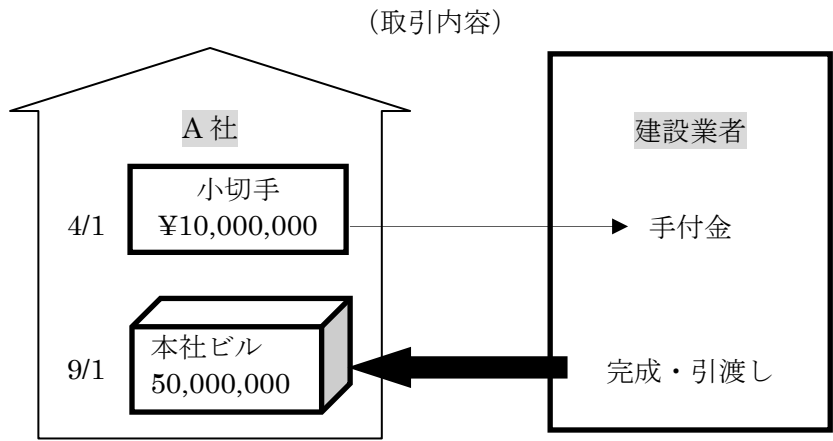 （取引内容）
A 社
建設業者
小切手
4/1
¥10,000,000
手付金
本社ビル
9/1
50,000,000
完成・引渡し